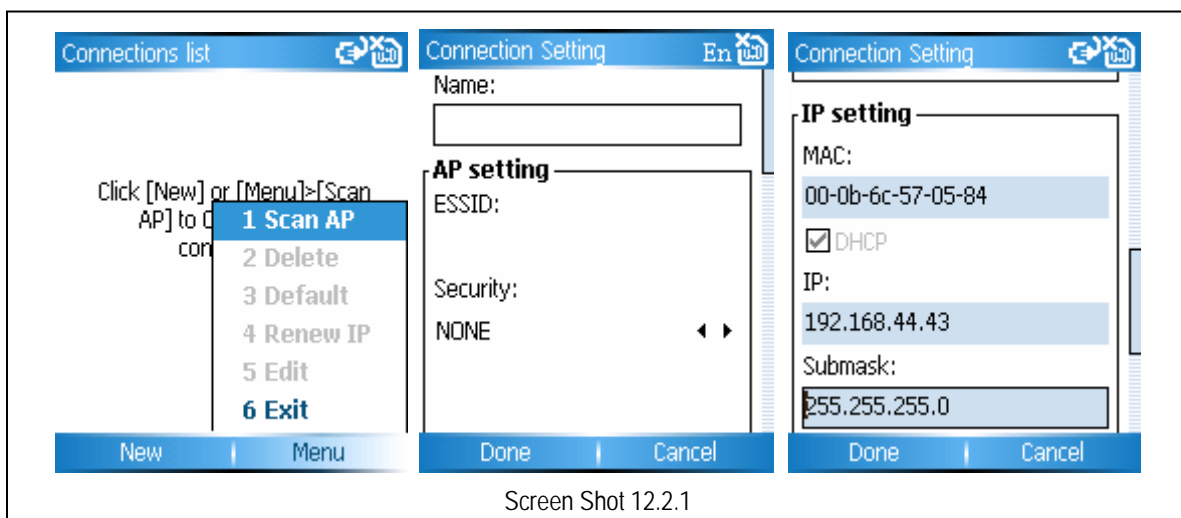 Connections list
Click [New] or [Menu]>[Scan
AP] to C
con
1 Scan AP
2 Delete
3 Default
4 Renew IP
5 Edit
6 Exit
New
Menu
Connection Setting
En
Name:
AP setting
ESSID:
Security:
NONE
Done
Cancel
Connection Setting
IP setting
MAC:
00-0b-6c-57-05-84
DHCP
IP:
192.168.44.43
Submask:
255.255.255.0
Done
Cancel
Screen Shot 12.2.1